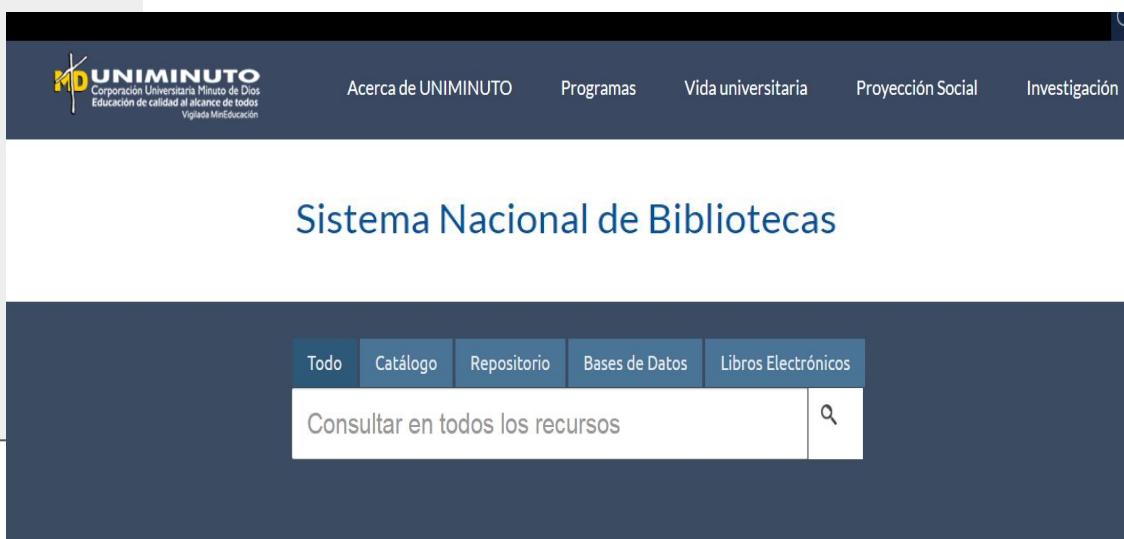 UNIMINUTO
Corporación Universitaria Minuto de Dios
Educación de calidad al alcance de todos
Vigilada MinEducación
Acerca de UNIMINUTO Programas Vida universitaria Proyección Social Investigación
Sistema Nacional de Bibliotecas
Todo Catálogo Repositorio Bases de Datos Libros Electrónicos
Consultar en todos los recursos